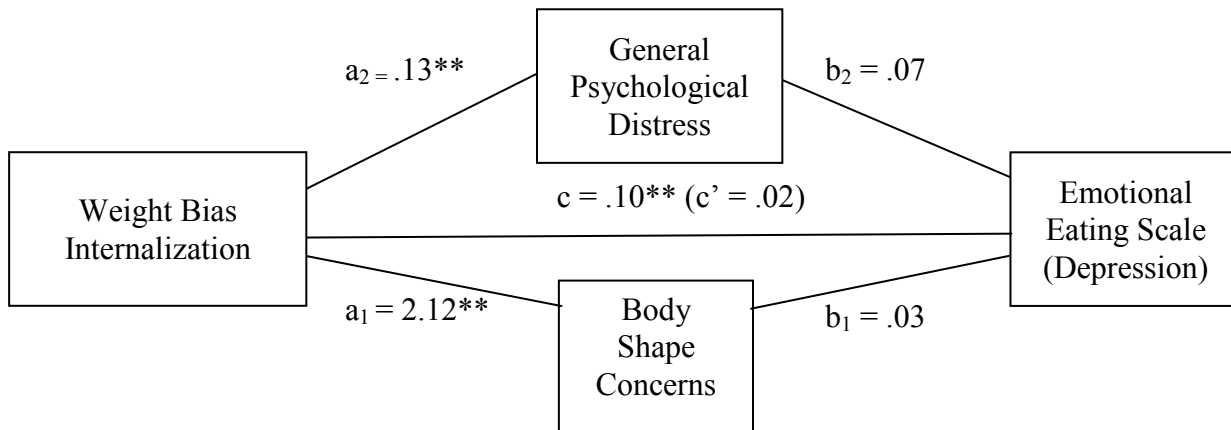 General
Psychological
Distress
a₂ = .13**
b₂ = .07
Weight Bias
Internalization
c = .10** (c’ = .02)
Emotional
Eating Scale
(Depression)
a₁ = 2.12**
Body
Shape
Concerns
b₁ = .03